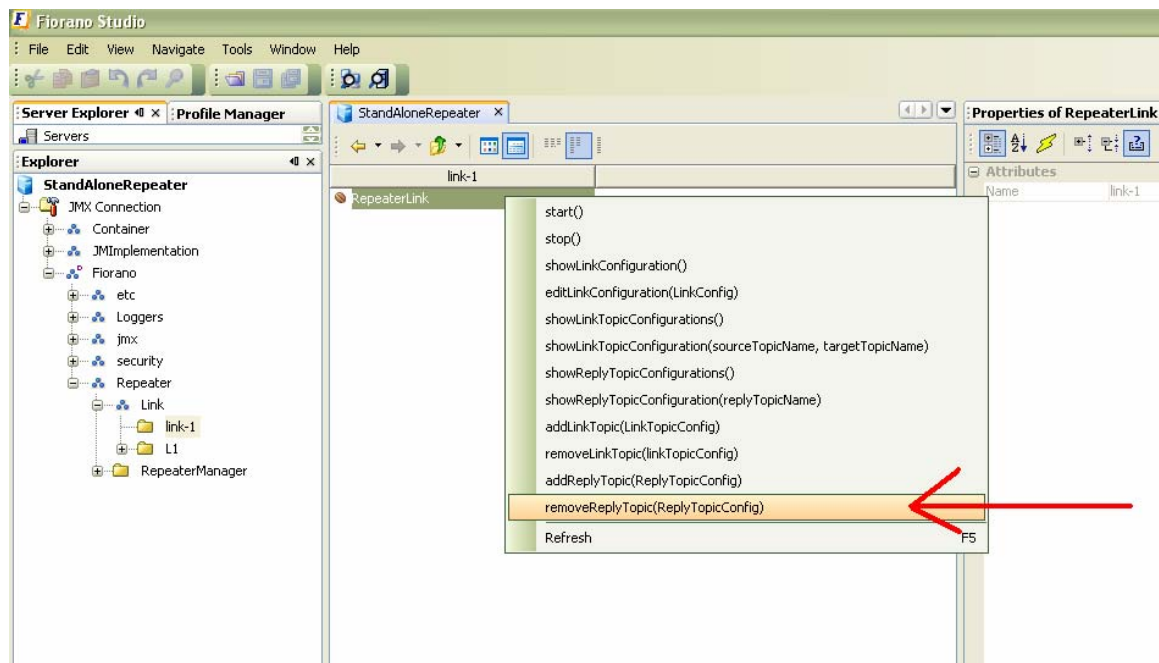 Fiorano Studio
File Edit View Navigate Tools Window Help
Server Explorer Profile Manager
Servers
Explorer
StandAloneRepeater
JMX Connection
Container
JMImplementation
Fiorano
etc
Loggers
jmx
security
Repeater
Link
link-1
L1
RepeaterManager
StandAloneRepeater
link-1
RepeaterLink
start()
stop()
showLinkConfiguration()
editLinkConfiguration(LinkConfig)
showLinkTopicConfigurations()
showLinkTopicConfiguration(sourceTopicName, targetTopicName)
showReplyTopicConfigurations()
showReplyTopicConfiguration(replyTopicName)
addLinkTopic(LinkTopicConfig)
removeLinkTopic(linkTopicConfig)
addReplyTopic(ReplyTopicConfig)
removeReplyTopic(ReplyTopicConfig)
Refresh F5
Properties of RepeaterLink
Attributes
Name link-1